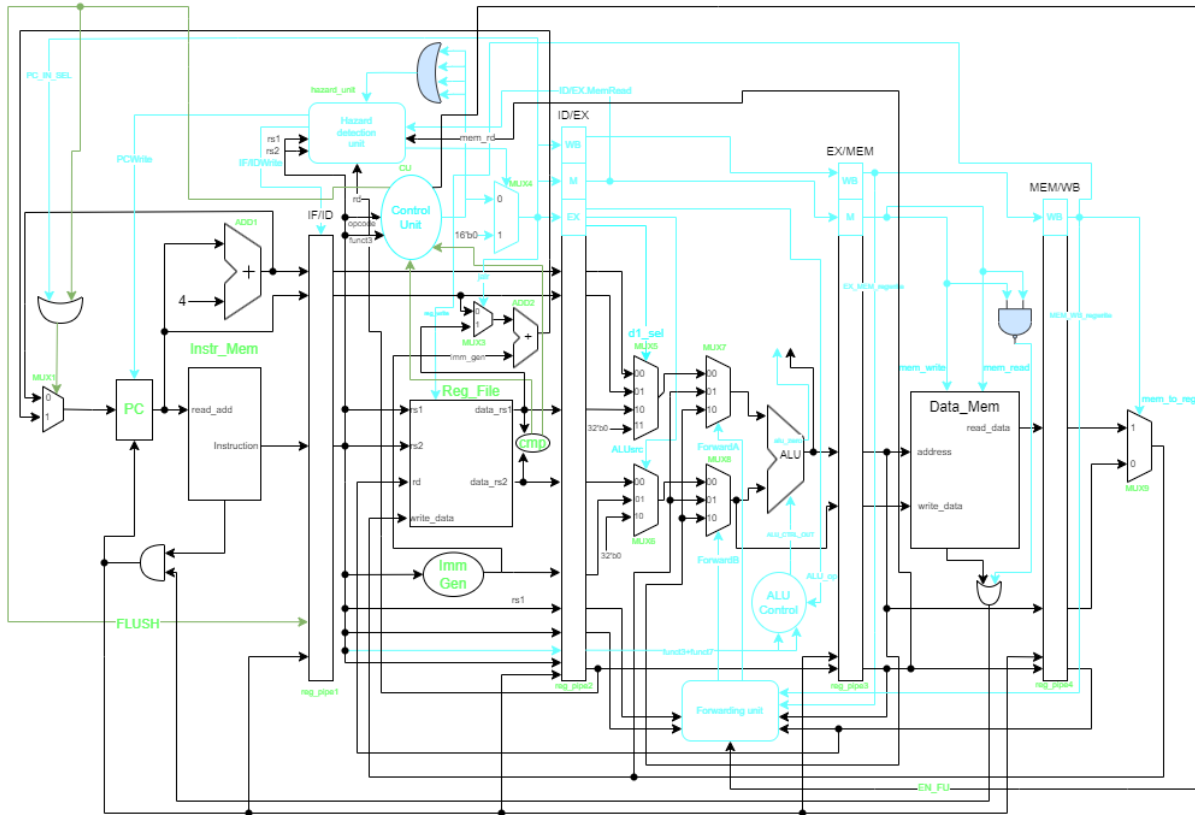 PC_IN_SEL
hazard_unit
Hazard
detection
unit
rs1
rs2
PCWrite
IF/IDWrite
ID/EX.MemRead
mem_rd
rd
CU
Control
Unit
opcode
funct3
MUX4
0
1
16'b0
IF/ID
ID/EX
WB
M
EX
EX/MEM
WB
M
MEM/WB
WB
ADD1
+
4
Instr_Mem
MUX1
0
1
PC
read_add
Instruction
jalr
0
1
MUX3
ADD2
+
imm_gen
Reg_File
rs1
rs2
rd
write_data
data_rs1
data_rs2
cmp
Imm
Gen
rs1
d1_sel
MUX5
00
01
10
11
32'b0
ALUsrc
00
01
10
MUX6
32'b0
MUX7
00
01
10
ForwardA
MUX8
00
01
10
ForwardB
ALU
ALU_CTRL_OUT
ALU_op
ALU
Control
Forwarding unit
EN_FU
EX_MEM_regwrite
MEM_WB_regwrite
mem_write
mem_read
Data_Mem
read_data
address
write_data
mem_to_reg
1
0
FLUSH
reg_pipe1
reg_pipe2
reg_pipe3
reg_pipe4